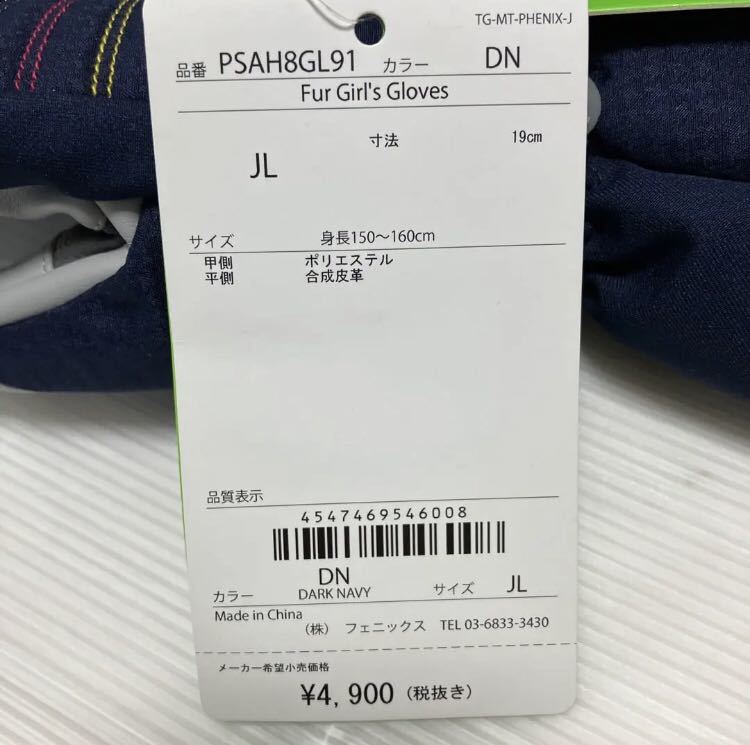 TG-MT-PHENIX-J
品番 PSAH8GL91 カラー DN
Fur Girl's Gloves
寸法 19cm
JL
サイズ 身長150～160cm
甲側 ポリエステル
平側 合成皮革
品質表示
4547469546008
DN
カラー DARK NAVY サイズ JL
Made in China
（株） フェニックス TEL 03-6833-3430
メーカー希望小売価格
¥4,900（税抜き）